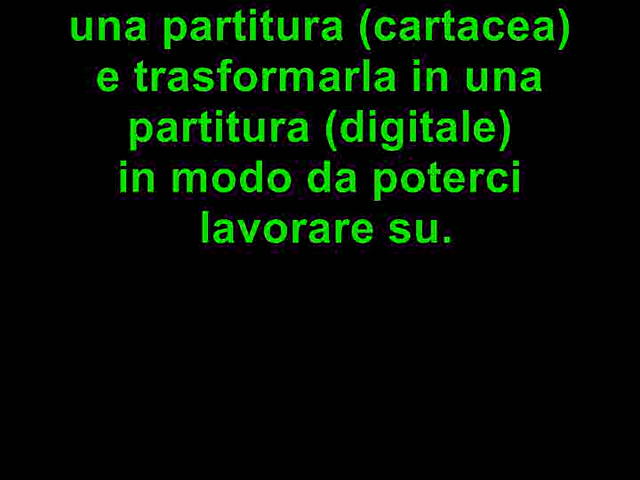 una partitura (cartacea)
e trasformarla in una
partitura (digitale)
in modo da poterci
lavorare su.